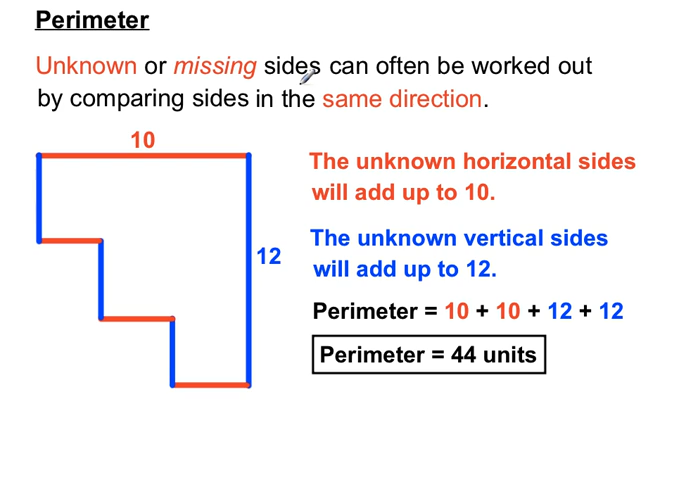 Perimeter
Unknown or missing sides can often be worked out
by comparing sides in the same direction.
10
The unknown horizontal sides
will add up to 10.
12
The unknown vertical sides
will add up to 12.
Perimeter = 10 + 10 + 12 + 12
Perimeter = 44 units